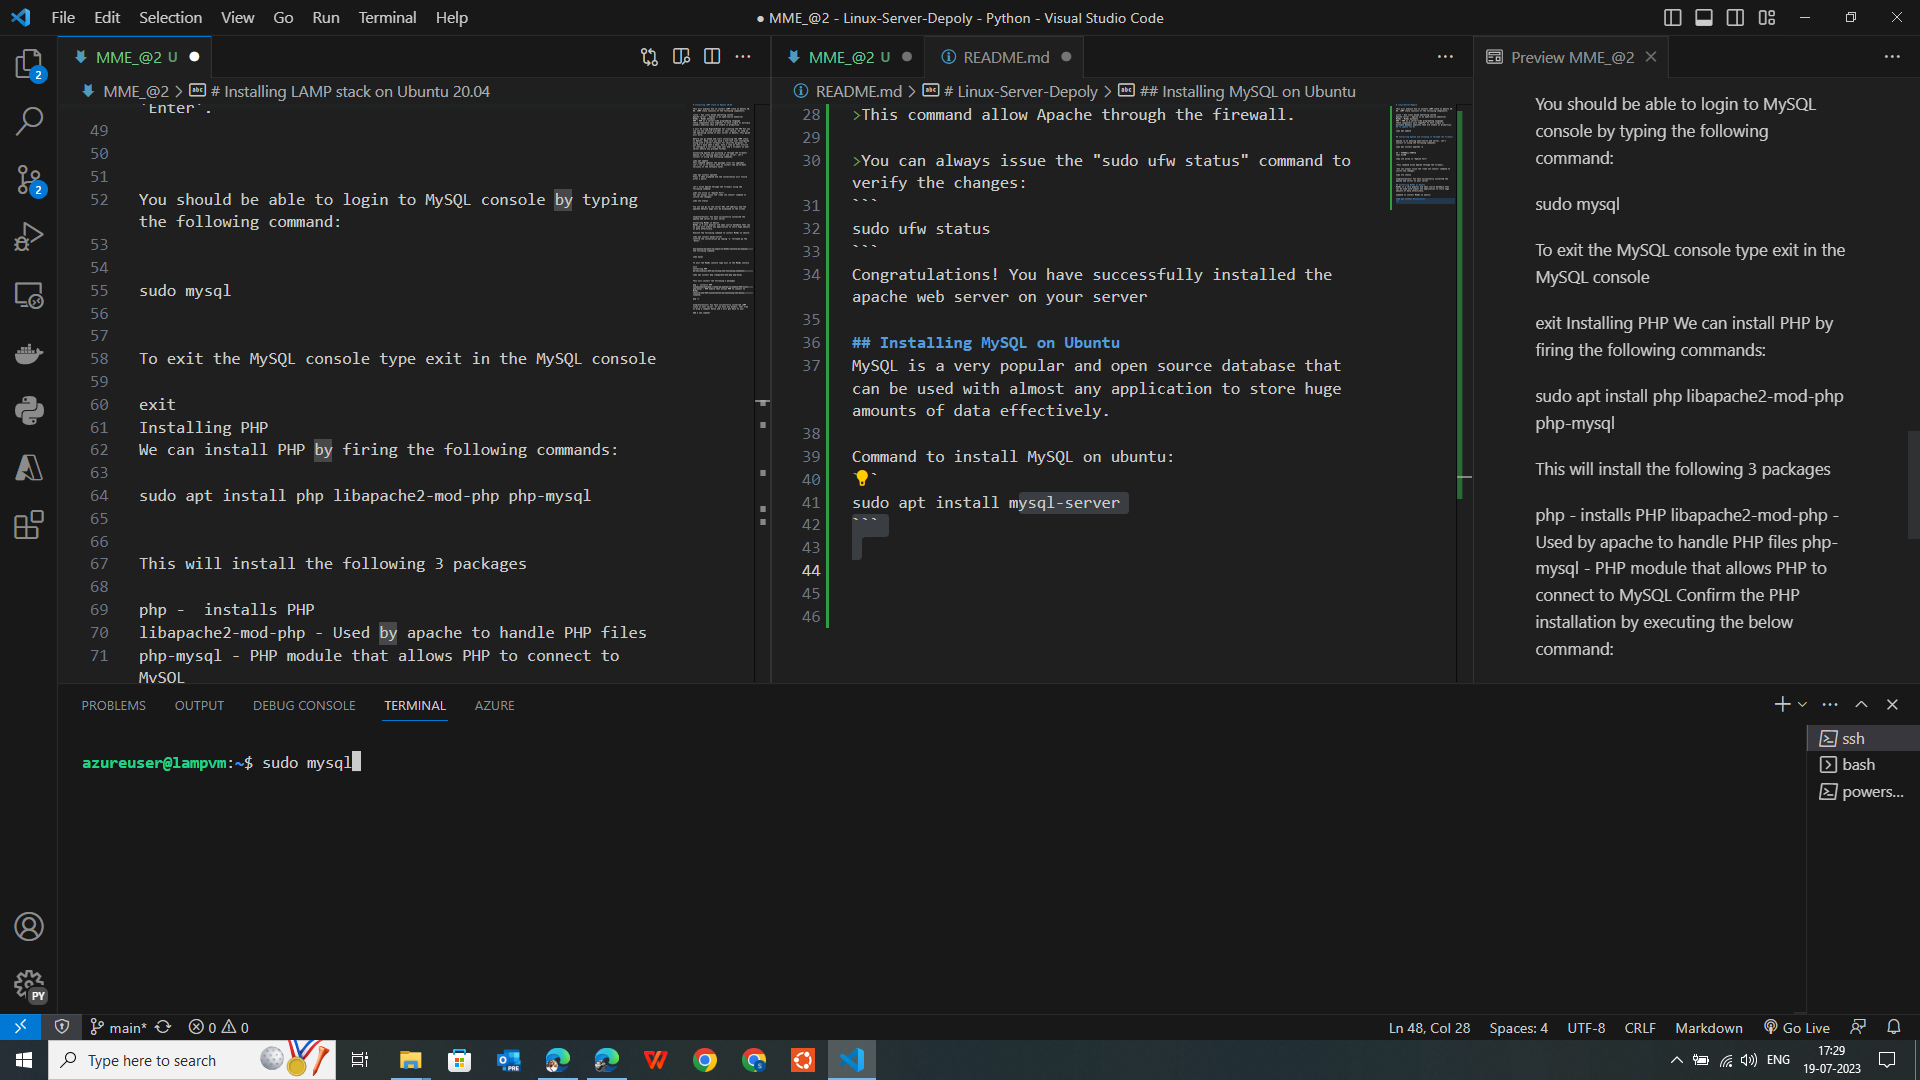 File Edit Selection View Go Run Terminal Help
● MME_@2 - Linux-Server-Depoly - Python - Visual Studio Code
MME_@2 U
MME_@2 U
README.md
Preview MME_@2
MME_@2 > # Installing LAMP stack on Ubuntu 20.04
'Enter'.
49
50
51
52 You should be able to login to MySQL console by typing
the following command:
53
54
55 sudo mysql
56
57
58 To exit the MySQL console type exit in the MySQL console
59
60 exit
61 Installing PHP
62 We can install PHP by firing the following commands:
63
64 sudo apt install php libapache2-mod-php php-mysql
65
66
67 This will install the following 3 packages
68
69 php -  installs PHP
70 libapache2-mod-php - Used by apache to handle PHP files
71 php-mysql - PHP module that allows PHP to connect to
MySQL
README.md > # Linux-Server-Depoly > ## Installing MySQL on Ubuntu
28 >This command allow Apache through the firewall.
29
30 >You can always issue the "sudo ufw status" command to
verify the changes:
31 ```
32 sudo ufw status
33 ```
34 Congratulations! You have successfully installed the
apache web server on your server
35
36 ## Installing MySQL on Ubuntu
37 MySQL is a very popular and open source database that
can be used with almost any application to store huge
amounts of data effectively.
38
39 Command to install MySQL on ubuntu:
40 ```
41 sudo apt install mysql-server
42 ```
43
44
45
46
You should be able to login to MySQL
console by typing the following
command:
sudo mysql
To exit the MySQL console type exit in the
MySQL console
exit Installing PHP We can install PHP by
firing the following commands:
sudo apt install php libapache2-mod-php
php-mysql
This will install the following 3 packages
php - installs PHP libapache2-mod-php -
Used by apache to handle PHP files php-
mysql - PHP module that allows PHP to
connect to MySQL Confirm the PHP
installation by executing the below
command:
PROBLEMS OUTPUT DEBUG CONSOLE TERMINAL AZURE
azureuser@lampvm:~$ sudo mysql
ssh
bash
powers...
2
2
PY
main* 0 0
Ln 48, Col 28 Spaces: 4 UTF-8 CRLF Markdown Go Live
Type here to search
PRE
ENG
17:29
19-07-2023